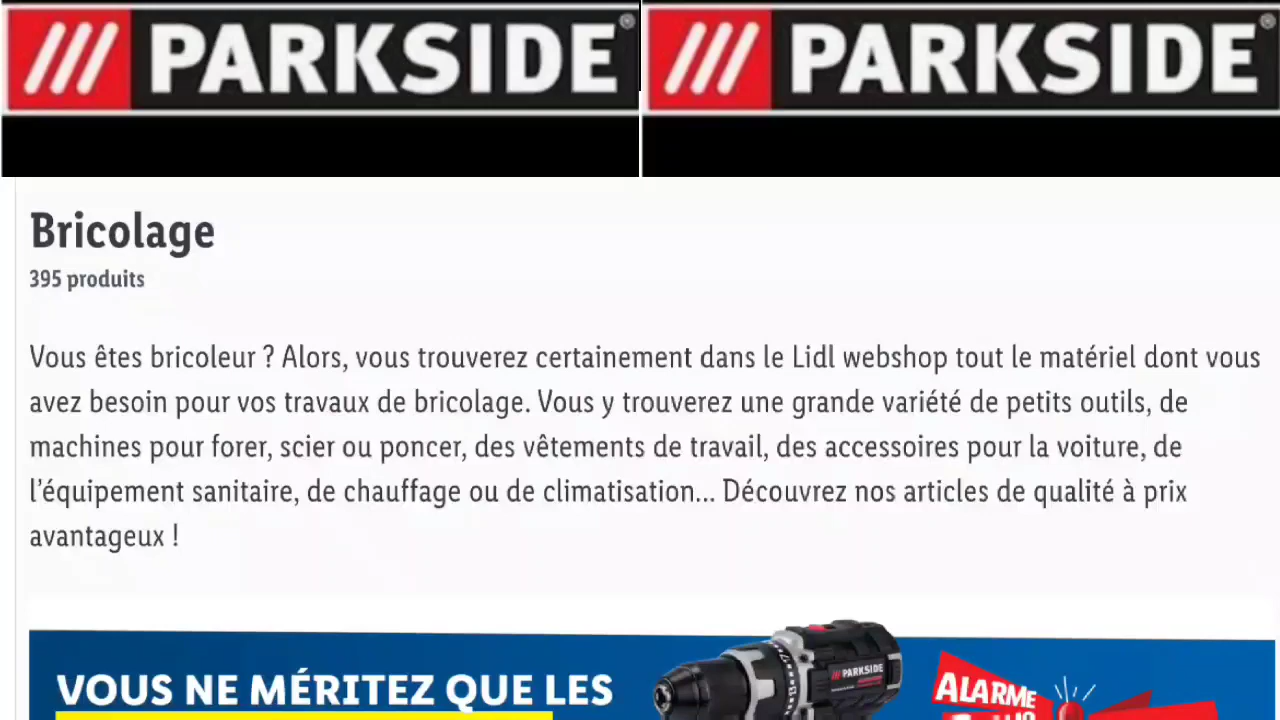 PARKSIDE® PARKSIDE®
Bricolage
395 produits
Vous êtes bricoleur ? Alors, vous trouverez certainement dans le Lidl webshop tout le matériel dont vous
avez besoin pour vos travaux de bricolage. Vous y trouverez une grande variété de petits outils, de
machines pour forer, scier ou poncer, des vêtements de travail, des accessoires pour la voiture, de
l'équipement sanitaire, de chauffage ou de climatisation... Découvrez nos articles de qualité à prix
avantageux !
VOUS NE MÉRITEZ QUE LES
PARKSIDE
ALARME